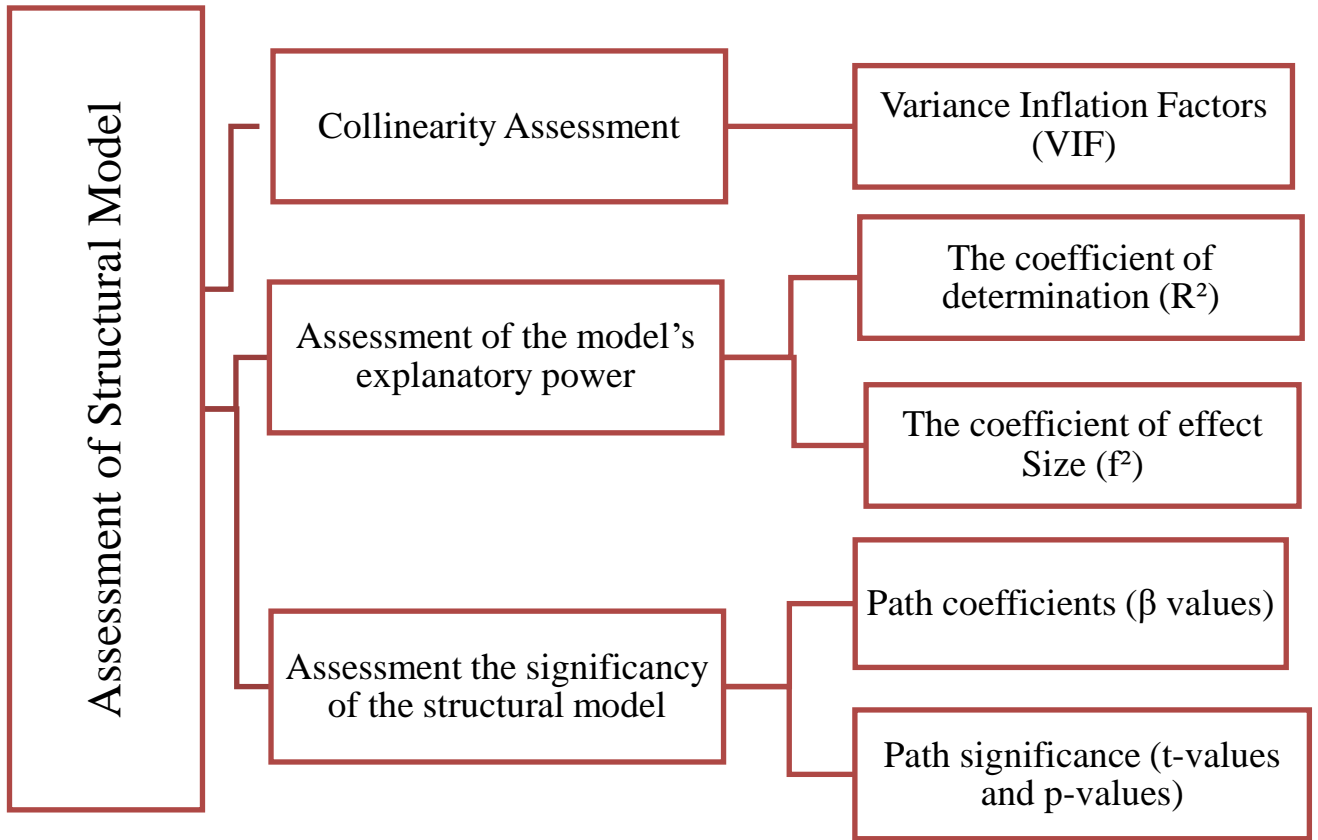 Assessment of Structural Model
Collinearity Assessment
Variance Inflation Factors
(VIF)
Assessment of the model’s
explanatory power
The coefficient of
determination (R²)
The coefficient of effect
Size (f²)
Assessment the significancy
of the structural model
Path coefficients (β values)
Path significance (t-values
and p-values)